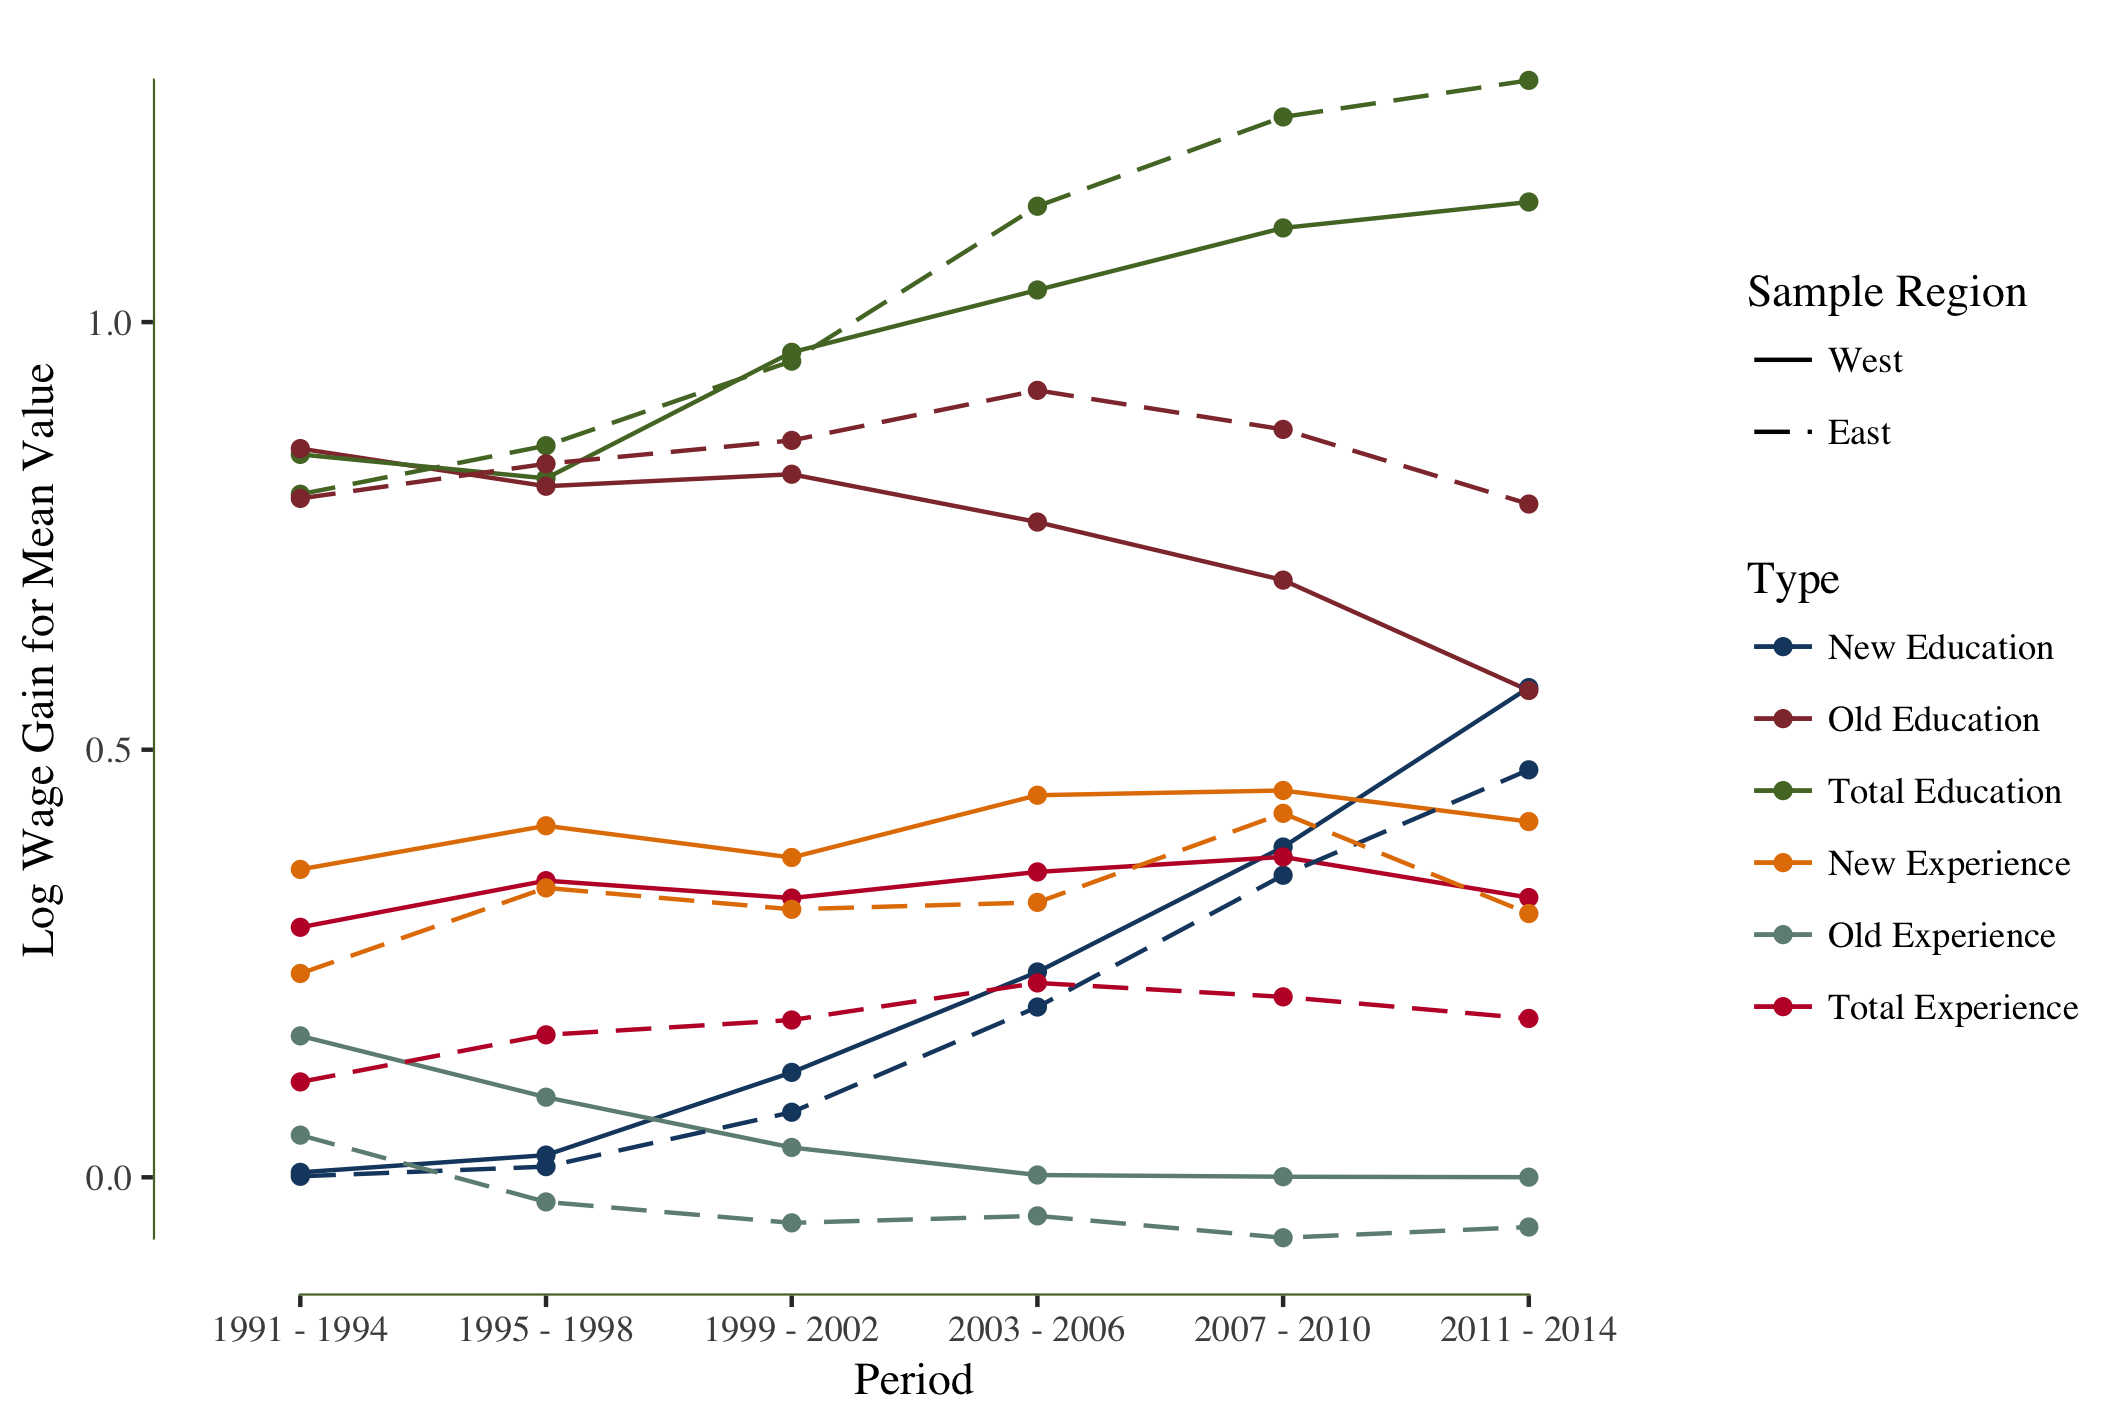 Log Wage Gain for Mean Value
1.0
0.5
0.0
1991 - 1994
1995 - 1998
1999 - 2002
2003 - 2006
2007 - 2010
2011 - 2014
Period
Sample Region
West
East
Type
New Education
Old Education
Total Education
New Experience
Old Experience
Total Experience